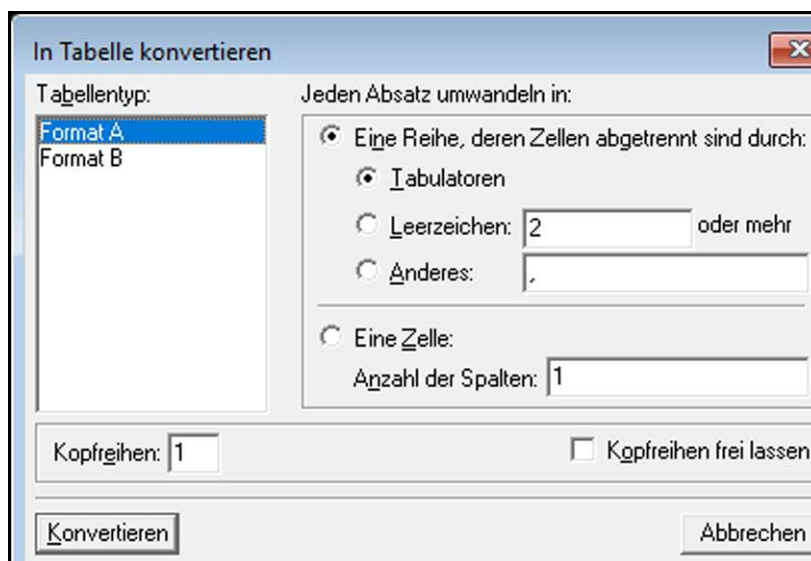 In Tabelle konvertieren
Tabellentyp:
Format A
Format B
Jeden Absatz umwandeln in:
Eine Reihe, deren Zellen abgetrennt sind durch:
Tabulatoren
Leerzeichen: 2 oder mehr
Anderes: ,
Eine Zelle:
Anzahl der Spalten: 1
Kopfreihen: 1
Kopfreihen frei lassen
Konvertieren
Abbrechen